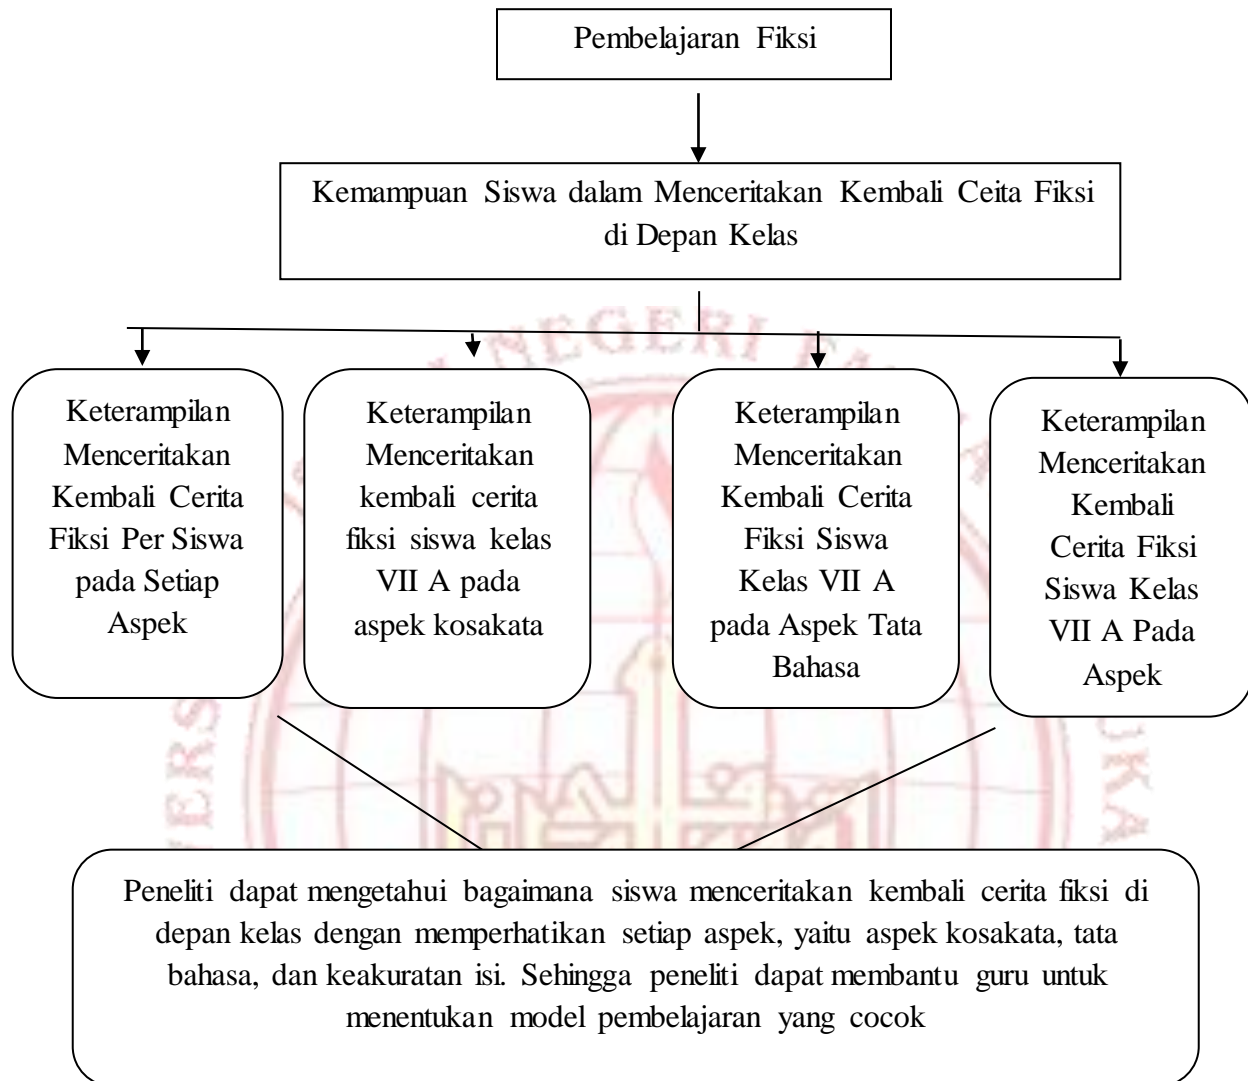 Pembelajaran Fiksi
Kemampuan Siswa dalam Menceritakan Kembali Ceita Fiksi
di Depan Kelas
Keterampilan
Menceritakan
Kembali Cerita
Fiksi Per Siswa
pada Setiap
Aspek
Keterampilan
Menceritakan
kembali cerita
fiksi siswa kelas
VII A pada
aspek kosakata
Keterampilan
Menceritakan
Kembali Cerita
Fiksi Siswa
Kelas VII A
pada Aspek Tata
Bahasa
Keterampilan
Menceritakan
Kembali
Cerita Fiksi
Siswa Kelas
VII A Pada
Aspek
Peneliti dapat mengetahui bagaimana siswa menceritakan kembali cerita fiksi di
depan kelas dengan memperhatikan setiap aspek, yaitu aspek kosakata, tata
bahasa, dan keakuratan isi. Sehingga peneliti dapat membantu guru untuk
menentukan model pembelajaran yang cocok
NEGERI